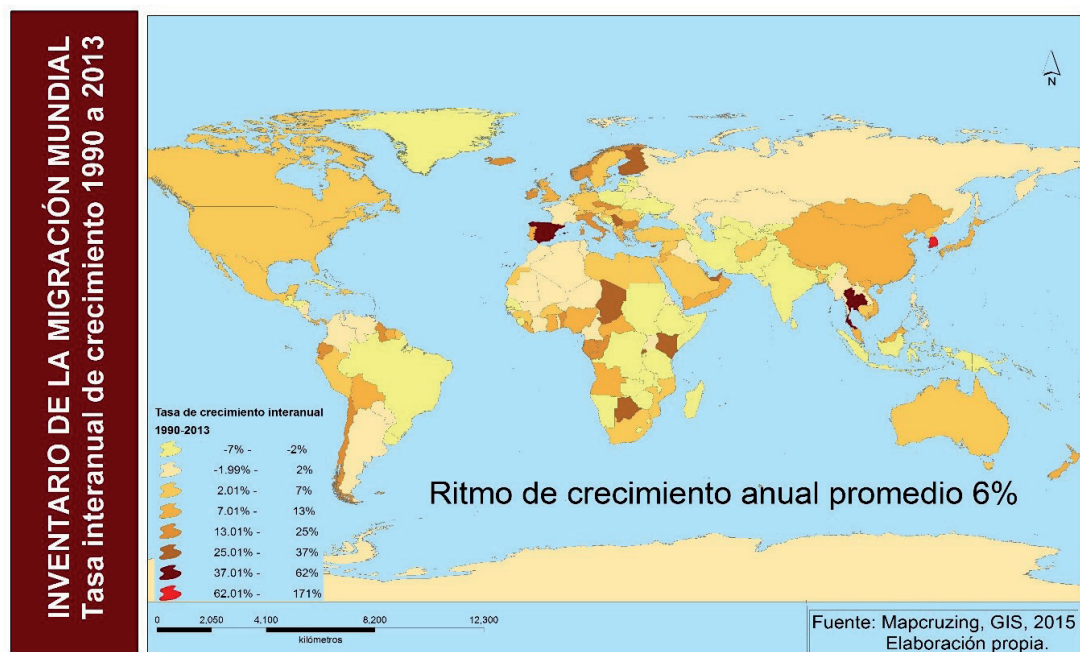 INVENTARIO DE LA MIGRACIÓN MUNDIAL
Tasa interanual de crecimiento 1990 a 2013
N
Tasa de crecimiento interanual
1990-2013
-7% - -2%
-1.99% - 2%
2.01% - 7%
7.01% - 13%
13.01% - 25%
25.01% - 37%
37.01% - 62%
62.01% - 171%
Ritmo de crecimiento anual promedio 6%
0 2,050 4,100 8,200 12,300
kilómetros
Fuente: Mapcruzing, GIS, 2015
Elaboración propia.